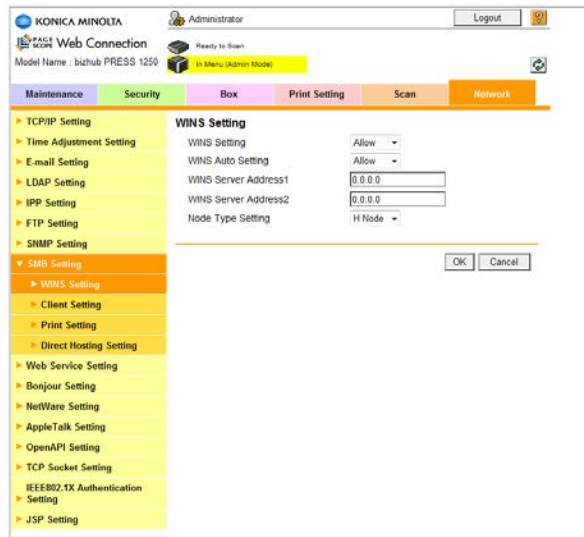 KONICA MINOLTA
Administrator
Logout
?
PAGE SCOPE Web Connection
Ready to Scan
Model Name : bizhub PRESS 1250
In Menu (Admin Mode)
Maintenance Security Box Print Setting Scan Network
TCP/IP Setting
Time Adjustment Setting
E-mail Setting
LDAP Setting
IPP Setting
FTP Setting
SNMP Setting
SMB Setting
WINS Setting
Client Setting
Print Setting
Direct Hosting Setting
Web Service Setting
Bonjour Setting
NetWare Setting
AppleTalk Setting
OpenAPI Setting
TCP Socket Setting
IEEE802.1X Authentication
Setting
JSP Setting
WINS Setting
WINS Setting Allow
WINS Auto Setting Allow
WINS Server Address1 0.0.0.0
WINS Server Address2 0.0.0.0
Node Type Setting H Node
OK Cancel